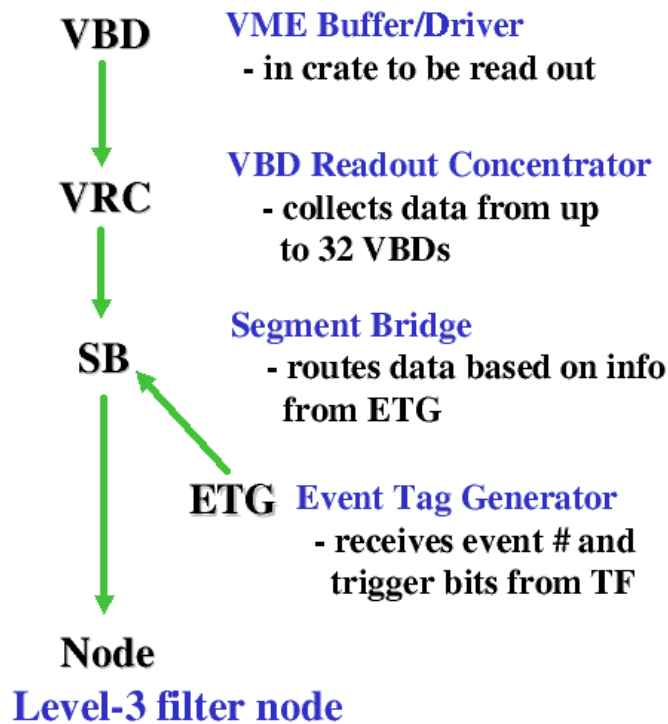 VBD VME Buffer/Driver
- in crate to be read out
VRC VBD Readout Concentrator
- collects data from up
to 32 VBDs
SB Segment Bridge
- routes data based on info
from ETG
ETG Event Tag Generator
- receives event # and
trigger bits from TF
Node
Level-3 filter node